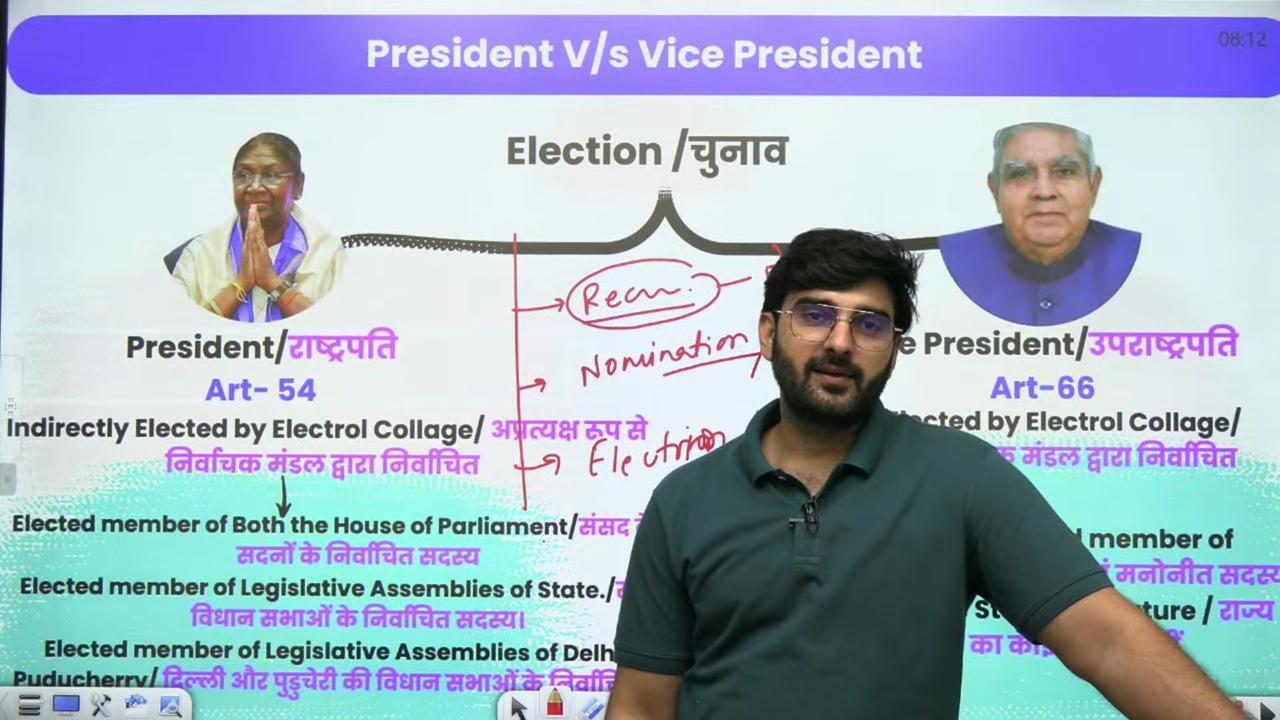 President V/s Vice President
08:12
Election /चुनाव
Recru.
Nomination
Election
President/राष्ट्रपति
Art- 54
Indirectly Elected by Electrol Collage/ अप्रत्यक्ष रूप से
निर्वाचक मंडल द्वारा निर्वाचित
Elected member of Both the House of Parliament/संसद
सदनों के निर्वाचित सदस्य
Elected member of Legislative Assemblies of State./
विधान सभाओं के निर्वाचित सदस्य।
Elected member of Legislative Assemblies of Delh
Puducherry/ दिल्ली और पुडुचेरी की विधान सभाओं के
President/उपराष्ट्रपति
Art-66
by Electrol Collage/
मंडल द्वारा निर्वाचित
member of
मनोनीत सदस्य
/ राज्य
का